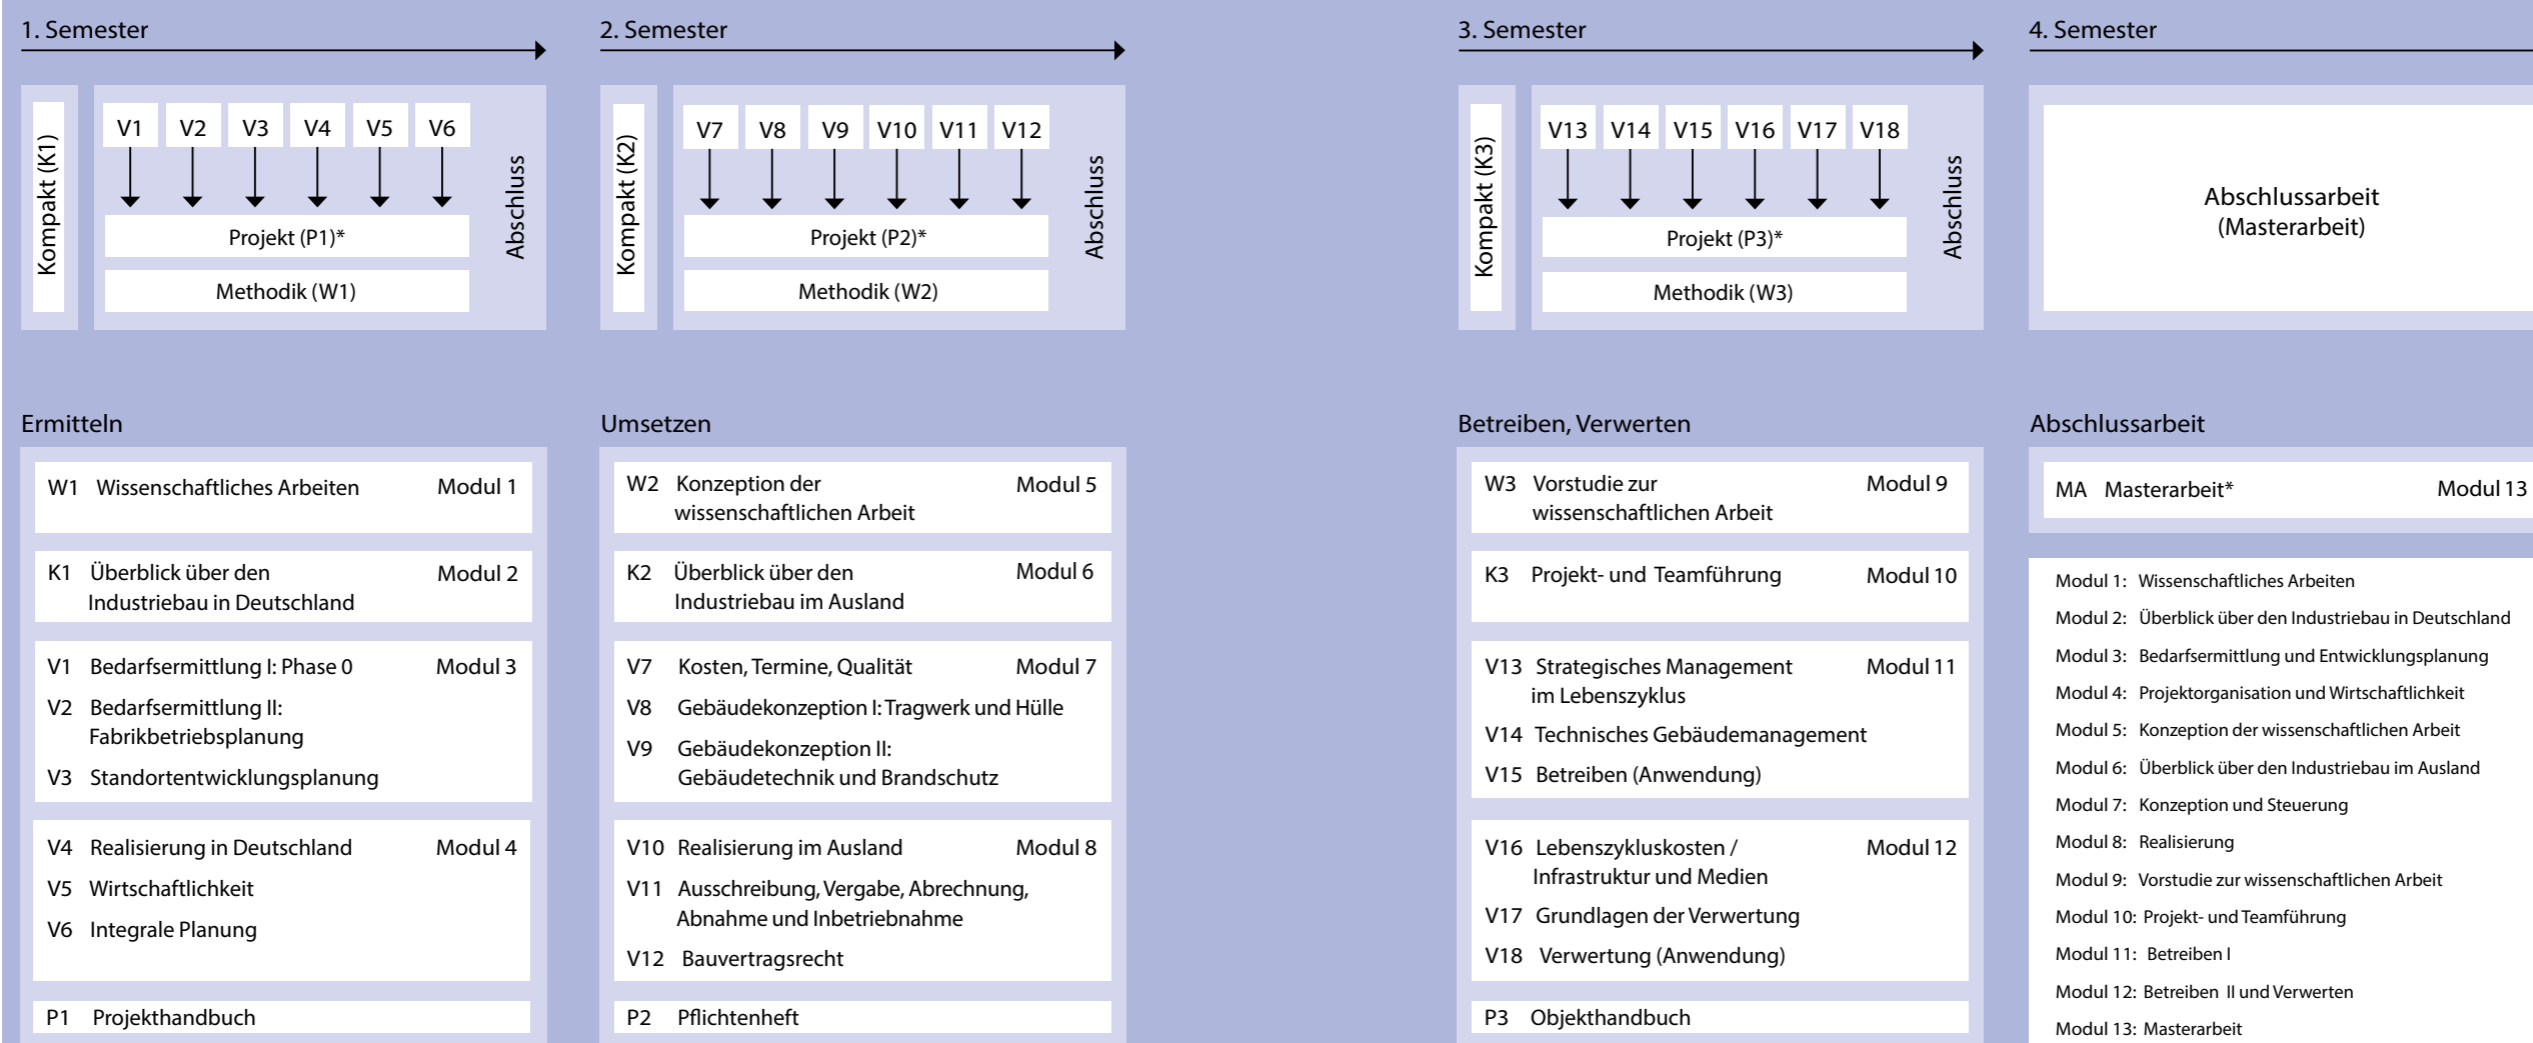 1. Semester
Kompakt (K1)
V1 V2 V3 V4 V5 V6
Projekt (P1)*
Methodik (W1)
Abschluss
2. Semester
Kompakt (K2)
V7 V8 V9 V10 V11 V12
Projekt (P2)*
Methodik (W2)
Abschluss
3. Semester
Kompakt (K3)
V13 V14 V15 V16 V17 V18
Projekt (P3)*
Methodik (W3)
Abschluss
4. Semester
Abschlussarbeit
(Masterarbeit)
Ermitteln
W1 Wissenschaftliches Arbeiten Modul 1
K1 Überblick über den Modul 2
Industriebau in Deutschland
V1 Bedarfsermittlung I: Phase 0 Modul 3
V2 Bedarfsermittlung II:
Fabrikbetriebsplanung
V3 Standortentwicklungsplanung
V4 Realisierung in Deutschland Modul 4
V5 Wirtschaftlichkeit
V6 Integrale Planung
P1 Projekthandbuch
Umsetzen
W2 Konzeption der Modul 5
wissenschaftlichen Arbeit
K2 Überblick über den Modul 6
Industriebau im Ausland
V7 Kosten, Termine, Qualität Modul 7
V8 Gebäudekonzeption I: Tragwerk und Hülle
V9 Gebäudekonzeption II:
Gebäudetechnik und Brandschutz
V10 Realisierung im Ausland Modul 8
V11 Ausschreibung, Vergabe, Abrechnung,
Abnahme und Inbetriebnahme
V12 Bauvertragsrecht
P2 Pflichtenheft
Betreiben, Verwerten
W3 Vorstudie zur Modul 9
wissenschaftlichen Arbeit
K3 Projekt- und Teamführung Modul 10
V13 Strategisches Management Modul 11
im Lebenszyklus
V14 Technisches Gebäudemanagement
V15 Betreiben (Anwendung)
V16 Lebenszykluskosten / Modul 12
Infrastruktur und Medien
V17 Grundlagen der Verwertung
V18 Verwertung (Anwendung)
P3 Objekthandbuch
Abschlussarbeit
MA Masterarbeit* Modul 13
Modul 1: Wissenschaftliches Arbeiten
Modul 2: Überblick über den Industriebau in Deutschland
Modul 3: Bedarfsermittlung und Entwicklungsplanung
Modul 4: Projektorganisation und Wirtschaftlichkeit
Modul 5: Konzeption der wissenschaftlichen Arbeit
Modul 6: Überblick über den Industriebau im Ausland
Modul 7: Konzeption und Steuerung
Modul 8: Realisierung
Modul 9: Vorstudie zur wissenschaftlichen Arbeit
Modul 10: Projekt- und Teamführung
Modul 11: Betreiben I
Modul 12: Betreiben II und Verwerten
Modul 13: Masterarbeit